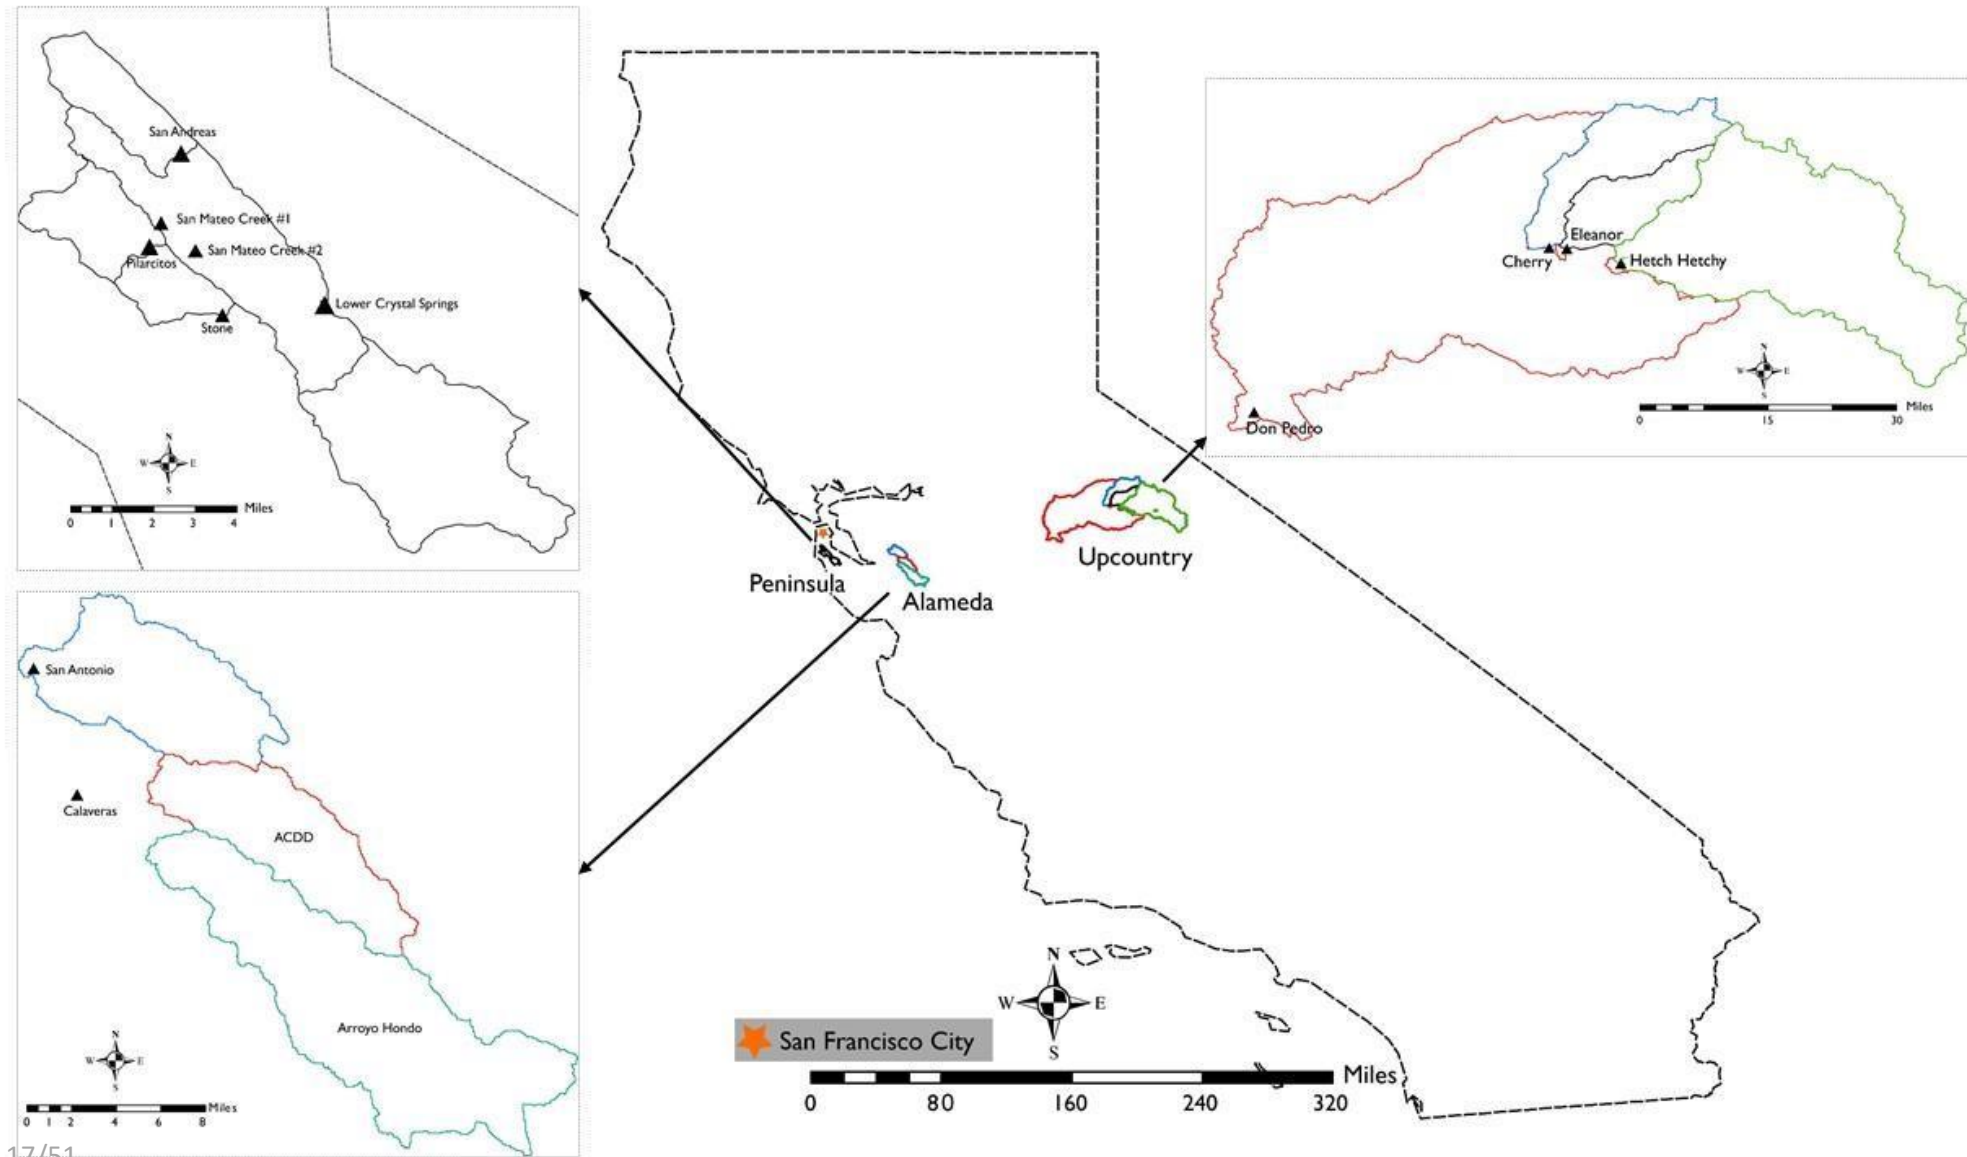 San Andreas
San Mateo Creek #1
San Mateo Creek #2
Pilarcitos
Lower Crystal Springs
Stone
N
W E
S
Miles
0 1 2 3 4
San Antonio
Calaveras
ACDD
Arroyo Hondo
N
W E
S
Miles
0 1 2 4 6 8
17/51
Peninsula
Alameda
Upcountry
N
W E
S
San Francisco City
Miles
0 80 160 240 320
Eleanor
Cherry
Hetch Hetchy
N
W E
S
Miles
0 15 30
Don Pedro